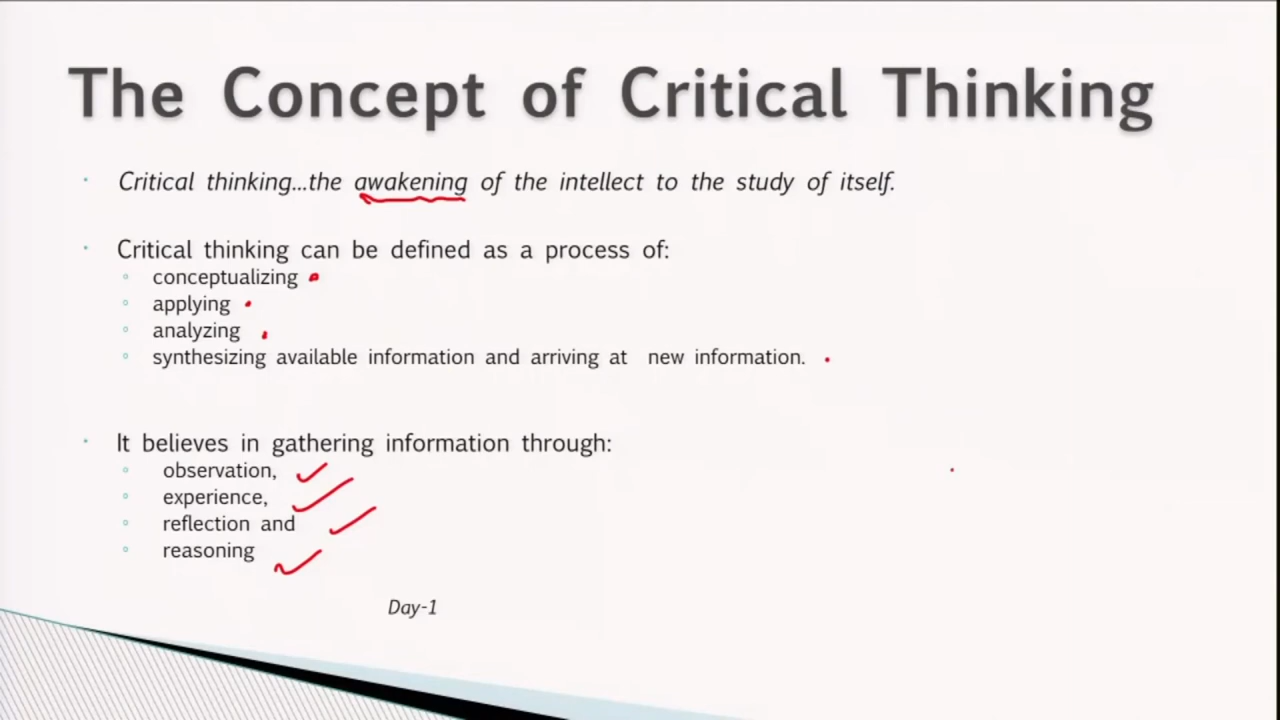 The Concept of Critical Thinking
Critical thinking...the awakening of the intellect to the study of itself.
Critical thinking can be defined as a process of:
conceptualizing
applying
analyzing
synthesizing available information and arriving at new information.
It believes in gathering information through:
observation,
experience,
reflection and
reasoning
Day-1